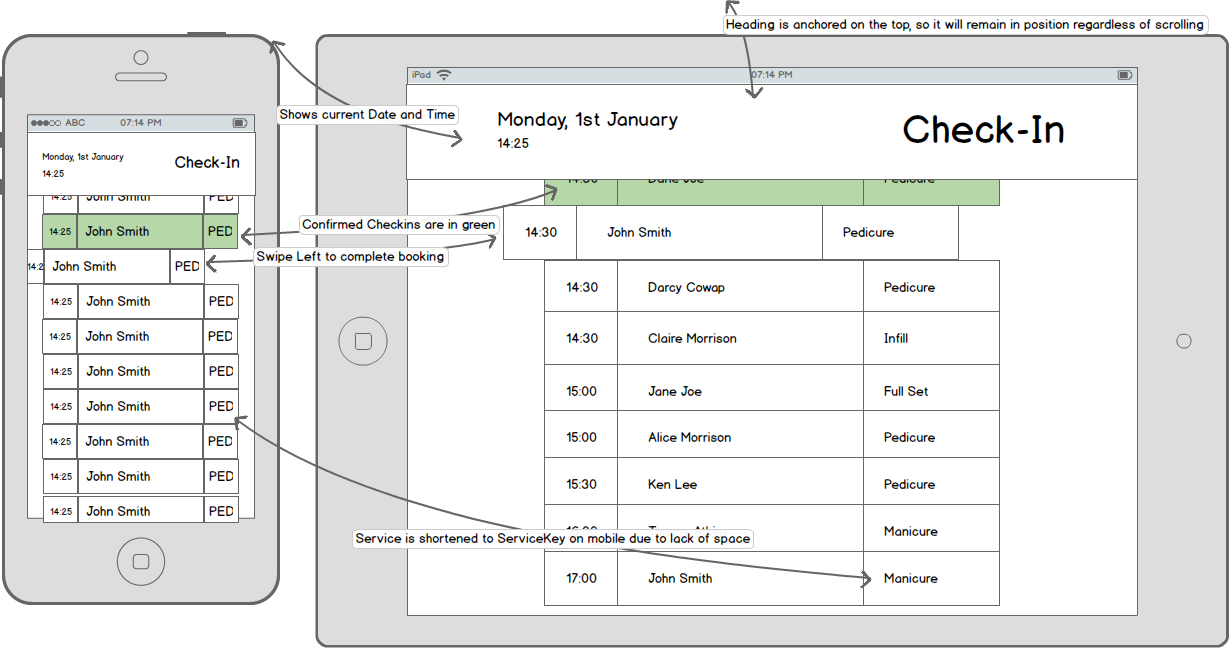 Heading is anchored on the top, so it will remain in position regardless of scrolling
Shows current Date and Time
Confirmed Checkins are in green
Swipe Left to complete booking
Service is shortened to ServiceKey on mobile due to lack of space
ABC 07:14 PM
Monday, 1st January
14:25
Check-In
14:25 John Smith PED
14:25 John Smith PED
14:2 John Smith PED
14:25 John Smith PED
14:25 John Smith PED
14:25 John Smith PED
14:25 John Smith PED
14:25 John Smith PED
14:25 John Smith PED
14:25 John Smith PED
iPad 07:14 PM
Monday, 1st January
14:25
Check-In
14:30 Dane Joe Pedicure
14:30 John Smith Pedicure
14:30 Darcy Cowap Pedicure
14:30 Claire Morrison Infill
15:00 Jane Joe Full Set
15:00 Alice Morrison Pedicure
15:30 Ken Lee Pedicure
Manicure
17:00 John Smith Manicure